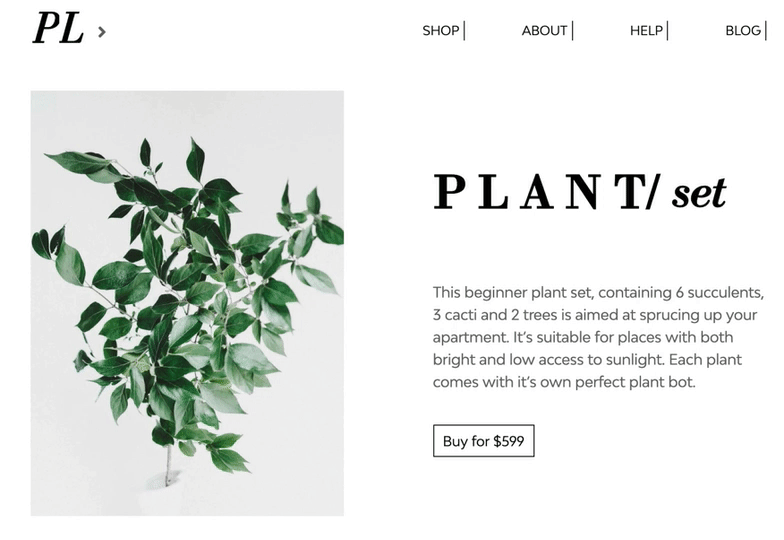 PL
SHOP
ABOUT
HELP
BLOG
PLANT/ set
This beginner plant set, containing 6 succulents,
3 cacti and 2 trees is aimed at sprucing up your
apartment. It's suitable for places with both
bright and low access to sunlight. Each plant
comes with it's own perfect plant bot.
Buy for $599